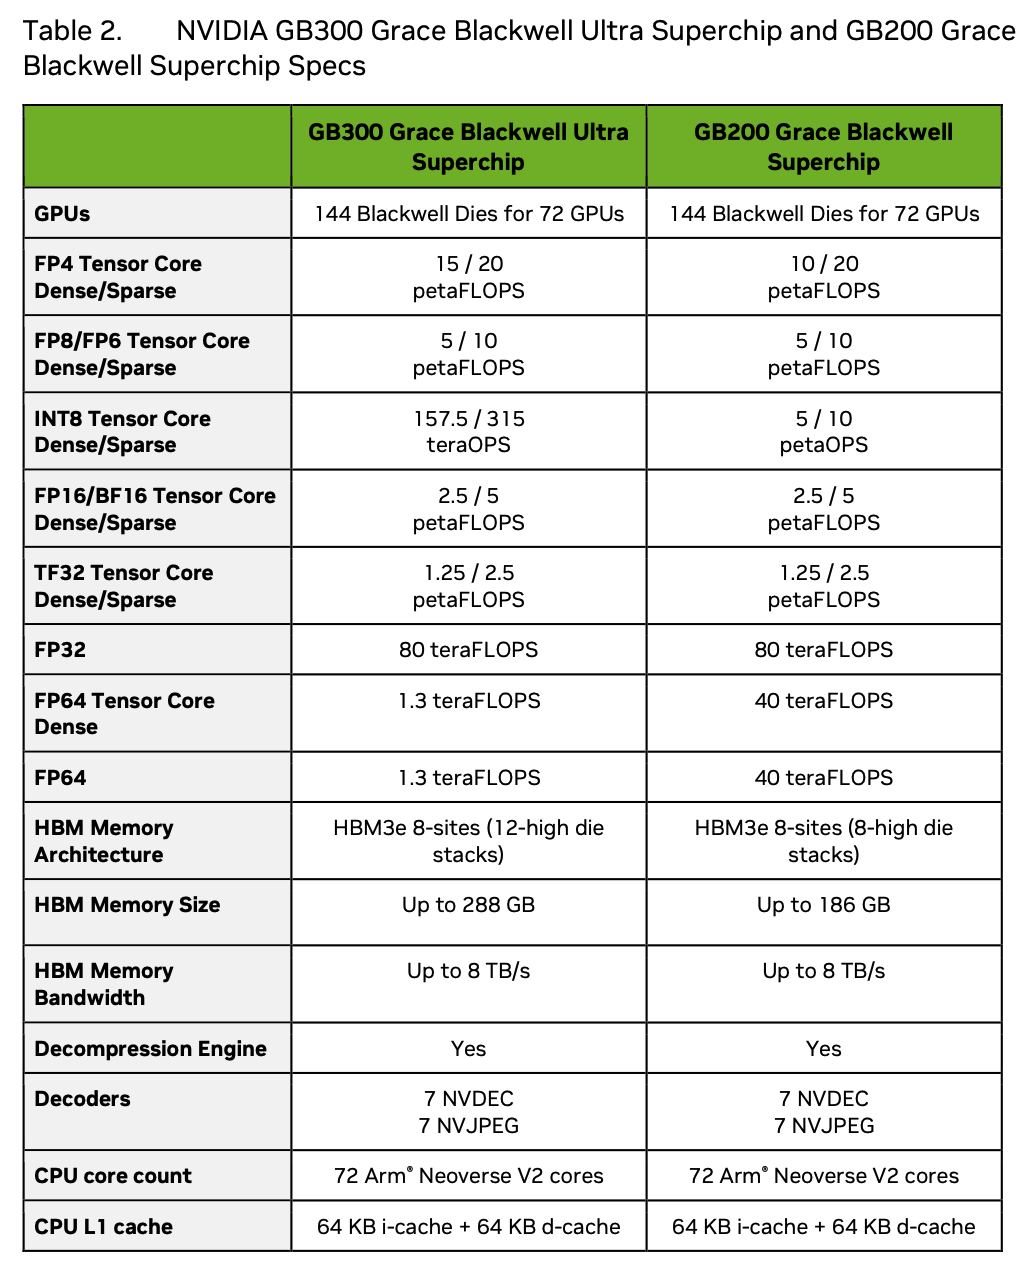 Table 2. NVIDIA GB300 Grace Blackwell Ultra Superchip and GB200 Grace
Blackwell Superchip Specs
GB300 Grace Blackwell Ultra
Superchip
GB200 Grace Blackwell
Superchip
GPUs
144 Blackwell Dies for 72 GPUs
144 Blackwell Dies for 72 GPUs
FP4 Tensor Core
Dense/Sparse
15 / 20
petaFLOPS
10 / 20
petaFLOPS
FP8/FP6 Tensor Core
Dense/Sparse
5 / 10
petaFLOPS
5 / 10
petaFLOPS
INT8 Tensor Core
Dense/Sparse
157.5 / 315
teraOPS
5 / 10
petaOPS
FP16/BF16 Tensor Core
Dense/Sparse
2.5 / 5
petaFLOPS
2.5 / 5
petaFLOPS
TF32 Tensor Core
Dense/Sparse
1.25 / 2.5
petaFLOPS
1.25 / 2.5
petaFLOPS
FP32
80 teraFLOPS
80 teraFLOPS
FP64 Tensor Core
Dense
1.3 teraFLOPS
40 teraFLOPS
FP64
1.3 teraFLOPS
40 teraFLOPS
HBM Memory
Architecture
HBM3e 8-sites (12-high die
stacks)
HBM3e 8-sites (8-high die
stacks)
HBM Memory Size
Up to 288 GB
Up to 186 GB
HBM Memory
Bandwidth
Up to 8 TB/s
Up to 8 TB/s
Decompression Engine
Yes
Yes
Decoders
7 NVDEC
7 NVJPEG
7 NVDEC
7 NVJPEG
CPU core count
72 Arm® Neoverse V2 cores
72 Arm® Neoverse V2 cores
CPU L1 cache
64 KB i-cache + 64 KB d-cache
64 KB i-cache + 64 KB d-cache